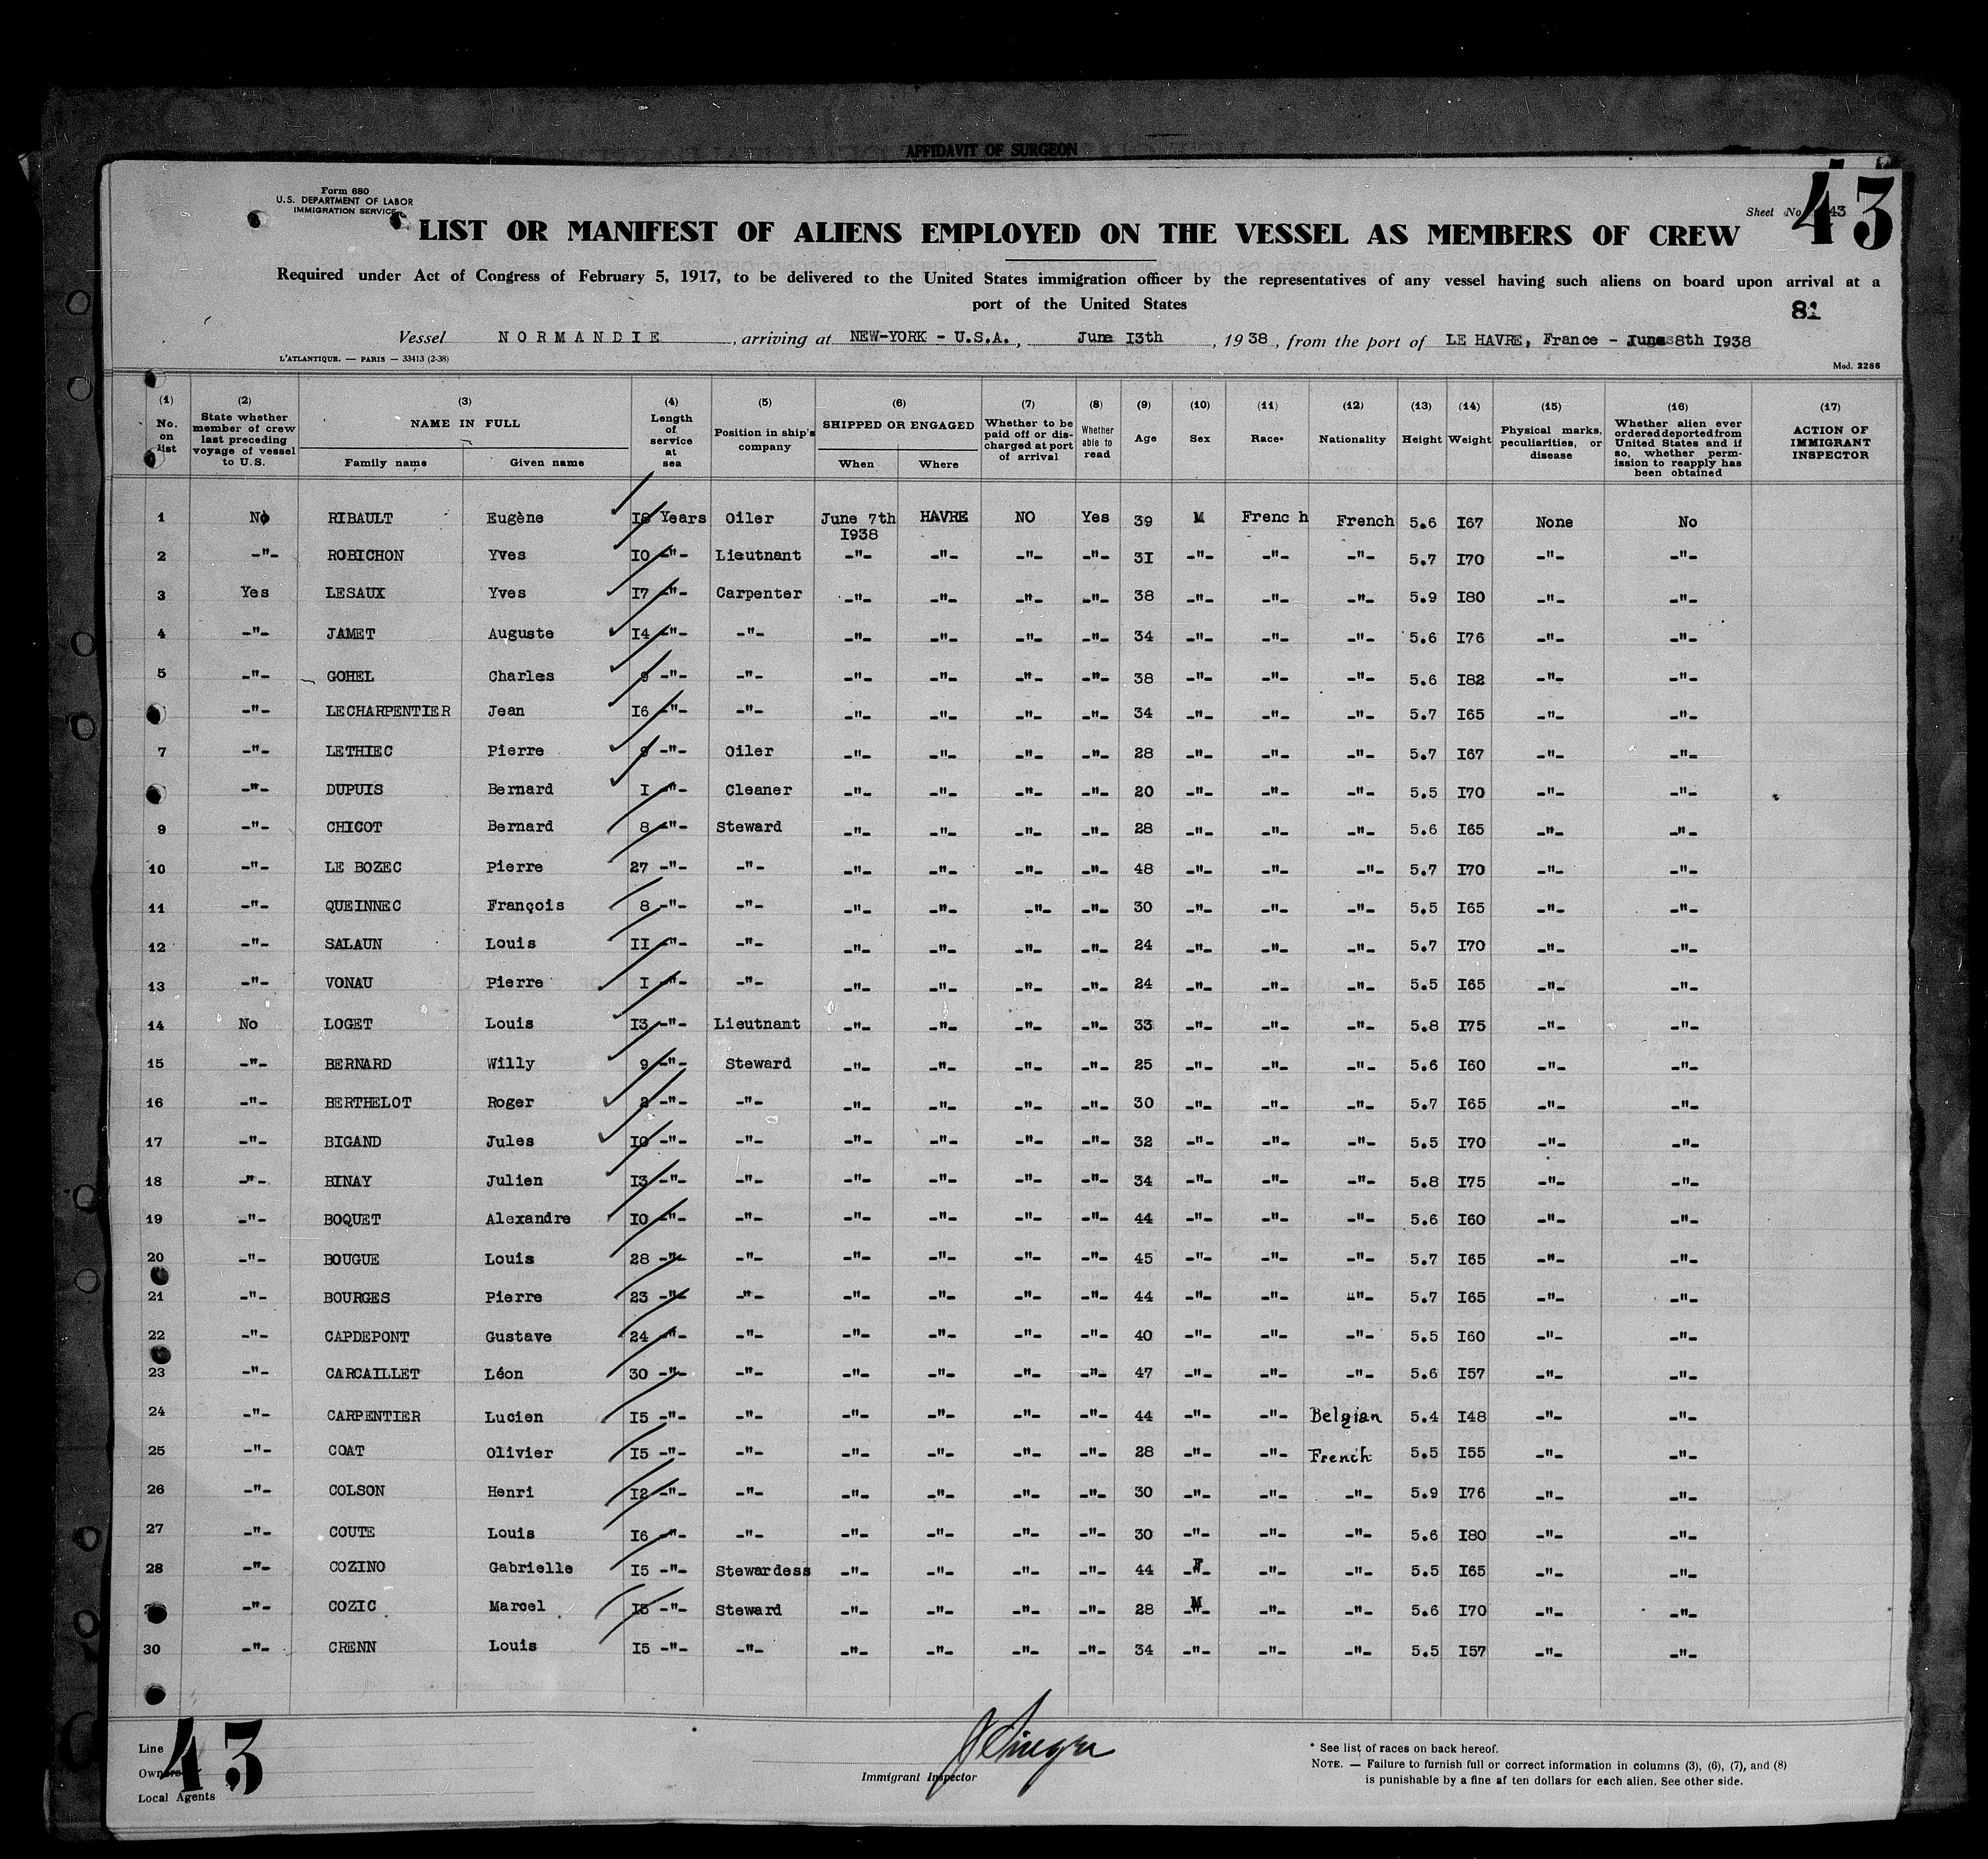 AFFIDAVIT OF SURGEON
Form 680
U.S. DEPARTMENT OF LABOR
IMMIGRATION SERVICE
Sheet No 43
43
LIST OR MANIFEST OF ALIENS EMPLOYED ON THE VESSEL AS MEMBERS OF CREW
Required under Act of Congress of February 5, 1917, to be delivered to the United States immigration officer by the representatives of any vessel having such aliens on board upon arrival at a
port of the United States
81
Vessel NORMANDIE, arriving at NEW-YORK - U.S.A., June I3th, 1938, from the port of LE HAVRE, France - June 8th I938
L'ATLANTIQUE. — PARIS — 33413 (2-38)
Mod. 2286
(1) No. on list (2) State whether member of crew last preceding voyage of vessel to U.S. (3) NAME IN FULL Family name Given name (4) Length of service at sea (5) Position in ship's company (6) SHIPPED OR ENGAGED When Where (7) Whether to be paid off or discharged at port of arrival (8) Whether able to read (9) Age (10) Sex (11) Race* (12) Nationality (13) Height (14) Weight (15) Physical marks, peculiarities, or disease (16) Whether alien ever ordered deported from United States and if so, whether permission to reapply has been obtained (17) ACTION OF IMMIGRANT INSPECTOR
1 No RIBAULT Eugène I8 Years Oiler June 7th I938 HAVRE NO Yes 39 M Frenc h French 5.6 I67 None No
2 -"- ROBICHON Yves IO -"- Lieutnant -"- -"- -"- -"- 3I -"- -"- -"- 5.7 I70 -"- -"-
3 Yes LESAUX Yves I7 -"- Carpenter -"- -"- -"- -"- 38 -"- -"- -"- 5.9 I80 -"- -"-
4 -"- JAMET Auguste I4 -"- -"- -"- -"- -"- -"- 34 -"- -"- -"- 5.6 I76 -"- -"-
5 -"- GOHEL Charles 9 -"- -"- -"- -"- -"- -"- 38 -"- -"- -"- 5.6 I82 -"- -"-
-"- LECHARPENTIER Jean I6 -"- -"- -"- -"- -"- -"- 34 -"- -"- -"- 5.7 I65 -"- -"-
7 -"- LETHIEC Pierre 9 -"- Oiler -"- -"- -"- -"- 28 -"- -"- -"- 5.7 I67 -"- -"-
-"- DUPUIS Bernard I -"- Cleaner -"- -"- -"- -"- 20 -"- -"- -"- 5.5 I70 -"- -"-
9 -"- CHICOT Bernard 8 -"- Steward -"- -"- -"- -"- 28 -"- -"- -"- 5.6 I65 -"- -"-
10 -"- LE BOZEC Pierre 27 -"- -"- -"- -"- -"- -"- 48 -"- -"- -"- 5.7 I70 -"- -"-
11 -"- QUEINNEC François 8 -"- -"- -"- -"- -"- -"- 30 -"- -"- -"- 5.5 I65 -"- -"-
12 -"- SALAUN Louis II -"- -"- -"- -"- -"- -"- 24 -"- -"- -"- 5.7 I70 -"- -"-
13 -"- VONAU Pierre I -"- -"- -"- -"- -"- -"- 24 -"- -"- -"- 5.5 I65 -"- -"-
14 No LOGET Louis I3 -"- Lieutnant -"- -"- -"- -"- 33 -"- -"- -"- 5.8 I75 -"- -"-
15 -"- BERNARD Willy 9 -"- Steward -"- -"- -"- -"- 25 -"- -"- -"- 5.6 I60 -"- -"-
16 -"- BERTHELOT Roger 2 -"- -"- -"- -"- -"- -"- 30 -"- -"- -"- 5.7 I65 -"- -"-
17 -"- BIGAND Jules IO -"- -"- -"- -"- -"- -"- 32 -"- -"- -"- 5.5 I70 -"- -"-
18 -"- BINAY Julien I3 -"- -"- -"- -"- -"- -"- 34 -"- -"- -"- 5.8 I75 -"- -"-
19 -"- BOQUET Alexandre IO -"- -"- -"- -"- -"- -"- 44 -"- -"- -"- 5.6 I60 -"- -"-
20 -"- BOUGUE Louis 28 -"- -"- -"- -"- -"- -"- 45 -"- -"- -"- 5.7 I65 -"- -"-
21 -"- BOURGES Pierre 23 -"- -"- -"- -"- -"- -"- 44 -"- -"- -"- 5.7 I65 -"- -"-
22 -"- CAPDEPONT Gustave 24 -"- -"- -"- -"- -"- -"- 40 -"- -"- -"- 5.5 I60 -"- -"-
23 -"- CARCAILLET Léon 30 -"- -"- -"- -"- -"- -"- 47 -"- -"- -"- 5.6 I57 -"- -"-
24 -"- CARPENTIER Lucien I5 -"- -"- -"- -"- -"- -"- 44 -"- -"- Belgian 5.4 I48 -"- -"-
25 -"- COAT Olivier I5 -"- -"- -"- -"- -"- -"- 28 -"- -"- French 5.5 I55 -"- -"-
26 -"- COLSON Henri I2 -"- -"- -"- -"- -"- -"- 30 -"- -"- -"- 5.9 I76 -"- -"-
27 -"- COUTE Louis I6 -"- -"- -"- -"- -"- -"- 30 -"- -"- -"- 5.6 I80 -"- -"-
28 -"- COZINO Gabrielle I5 -"- Stewardess -"- -"- -"- -"- 44 F -"- -"- 5.5 I65 -"- -"-
-"- COZIC Marcel I5 -"- Steward -"- -"- -"- -"- 28 M -"- -"- 5.6 I70 -"- -"-
30 -"- CRENN Louis I5 -"- -"- -"- -"- -"- -"- 34 -"- -"- -"- 5.5 I57 -"- -"-
Line
Owners
Local Agents
43
Immigrant Inspector
* See list of races on back hereof.
NOTE. — Failure to furnish full or correct information in columns (3), (6), (7), and (8)
is punishable by a fine af ten dollars for each alien. See other side.